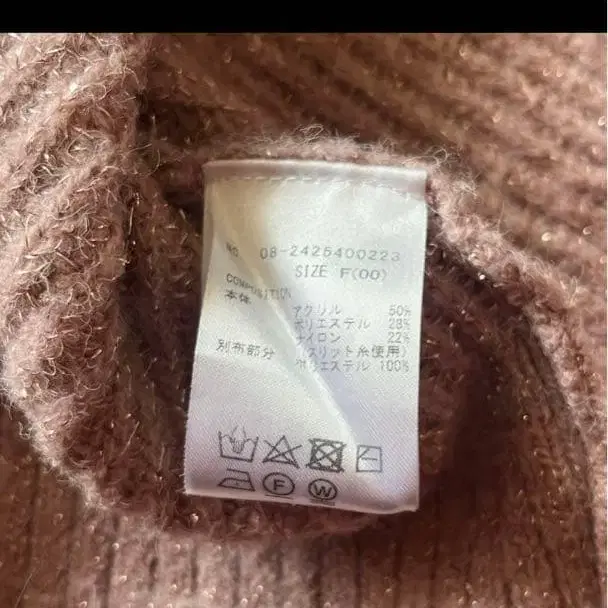 NO. 08-2425400223
SIZE F(00)
COMPOSITION
本体 アクリル 50%
ポリエステル 28%
ナイロン 22%
(スリット糸使用)
別布部分 ポリエステル 100%
F W